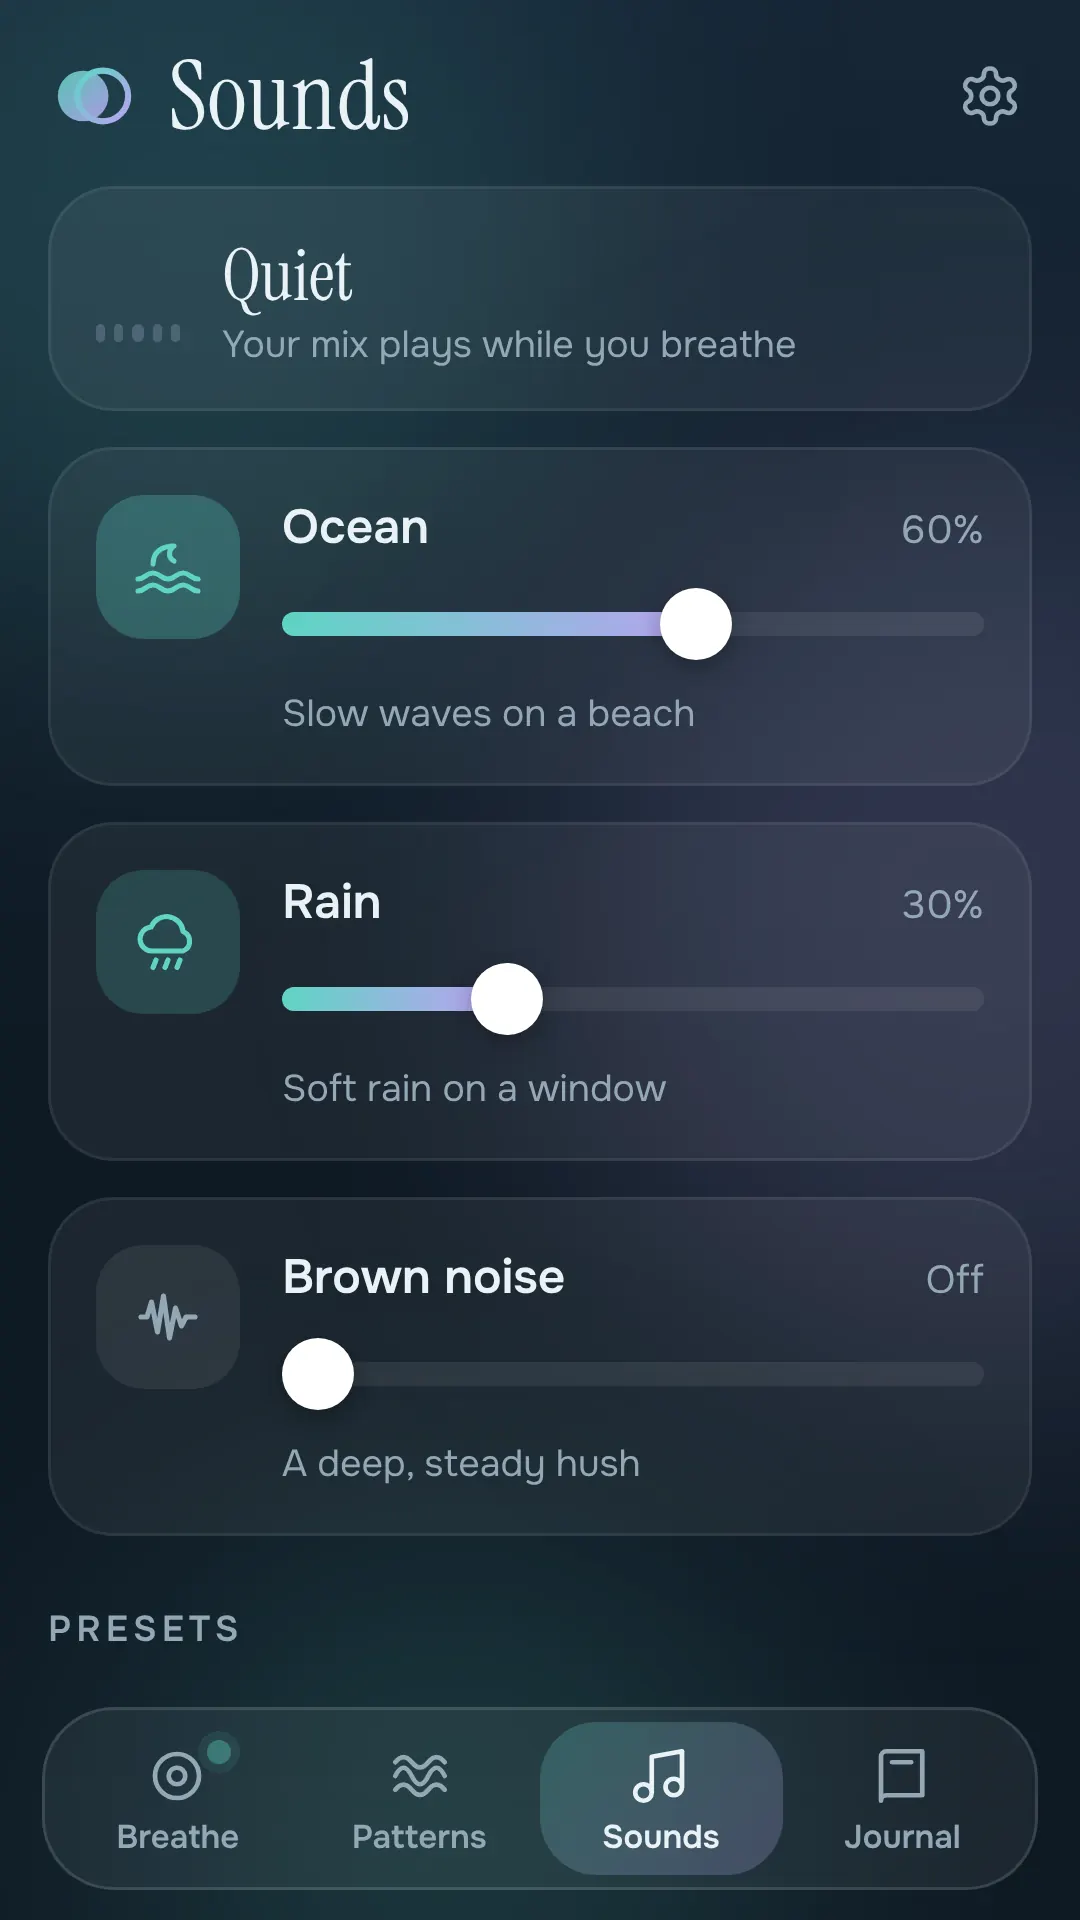 Sounds
Quiet
Your mix plays while you breathe
Ocean
60%
Slow waves on a beach
Rain
30%
Soft rain on a window
Brown noise
Off
A deep, steady hush
PRESETS
Breathe
Patterns
Sounds
Journal